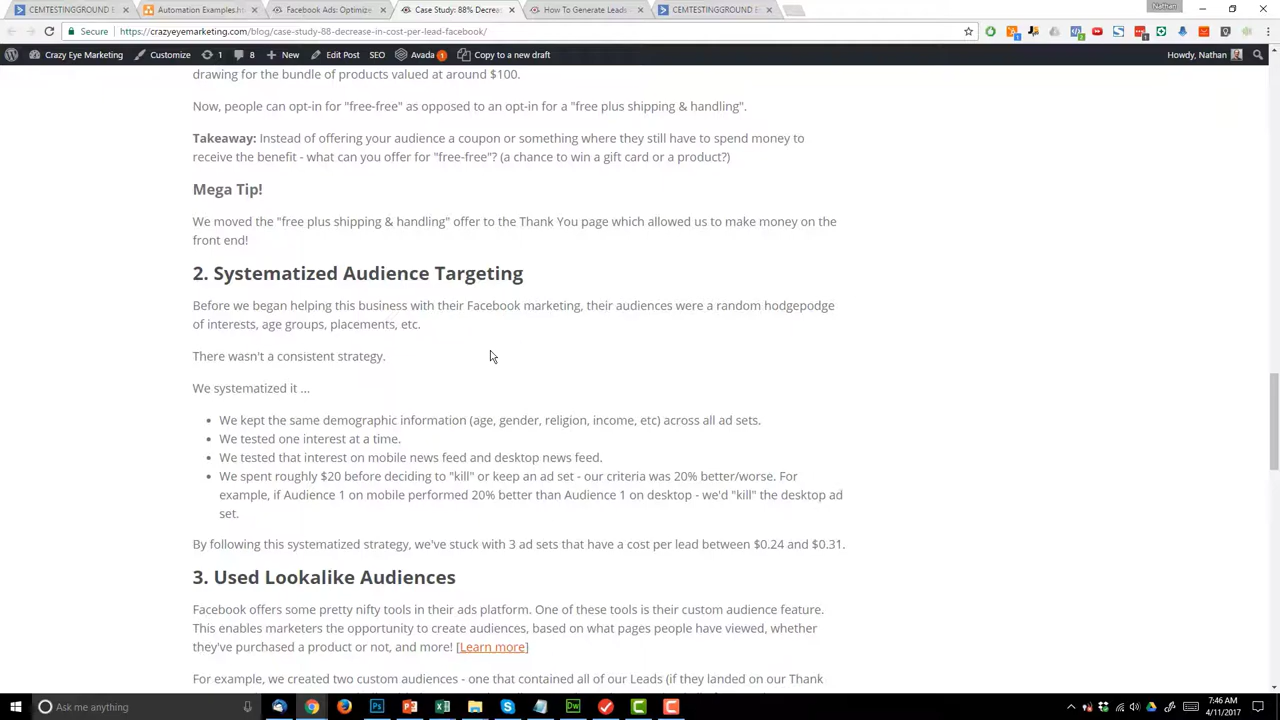 Nathan
CEMTESTINGGROUND E
Automation Examples.ht
Facebook Ads: Optimize
Case Study: 88% Decrea
How To Generate Leads
CEMTESTINGGROUND E
Secure https://crazyeyemarketing.com/blog/case-study-88-decrease-in-cost-per-lead-facebook/
Crazy Eye Marketing Customize 1 8 New Edit Post SEO Avada 1 Copy to a new draft Howdy, Nathan
drawing for the bundle of products valued at around $100.
Now, people can opt-in for "free-free" as opposed to an opt-in for a "free plus shipping & handling".
Takeaway: Instead of offering your audience a coupon or something where they still have to spend money to
receive the benefit - what can you offer for "free-free"? (a chance to win a gift card or a product?)
Mega Tip!
We moved the "free plus shipping & handling" offer to the Thank You page which allowed us to make money on the
front end!
2. Systematized Audience Targeting
Before we began helping this business with their Facebook marketing, their audiences were a random hodgepodge
of interests, age groups, placements, etc.
There wasn't a consistent strategy.
We systematized it ...
• We kept the same demographic information (age, gender, religion, income, etc) across all ad sets.
• We tested one interest at a time.
• We tested that interest on mobile news feed and desktop news feed.
• We spent roughly $20 before deciding to "kill" or keep an ad set - our criteria was 20% better/worse. For
example, if Audience 1 on mobile performed 20% better than Audience 1 on desktop - we'd "kill" the desktop ad
set.
By following this systematized strategy, we've stuck with 3 ad sets that have a cost per lead between $0.24 and $0.31.
3. Used Lookalike Audiences
Facebook offers some pretty nifty tools in their ads platform. One of these tools is their custom audience feature.
This enables marketers the opportunity to create audiences, based on what pages people have viewed, whether
they've purchased a product or not, and more! [Learn more]
For example, we created two custom audiences - one that contained all of our Leads (if they landed on our Thank
Ask me anything
7:46 AM
4/11/2017